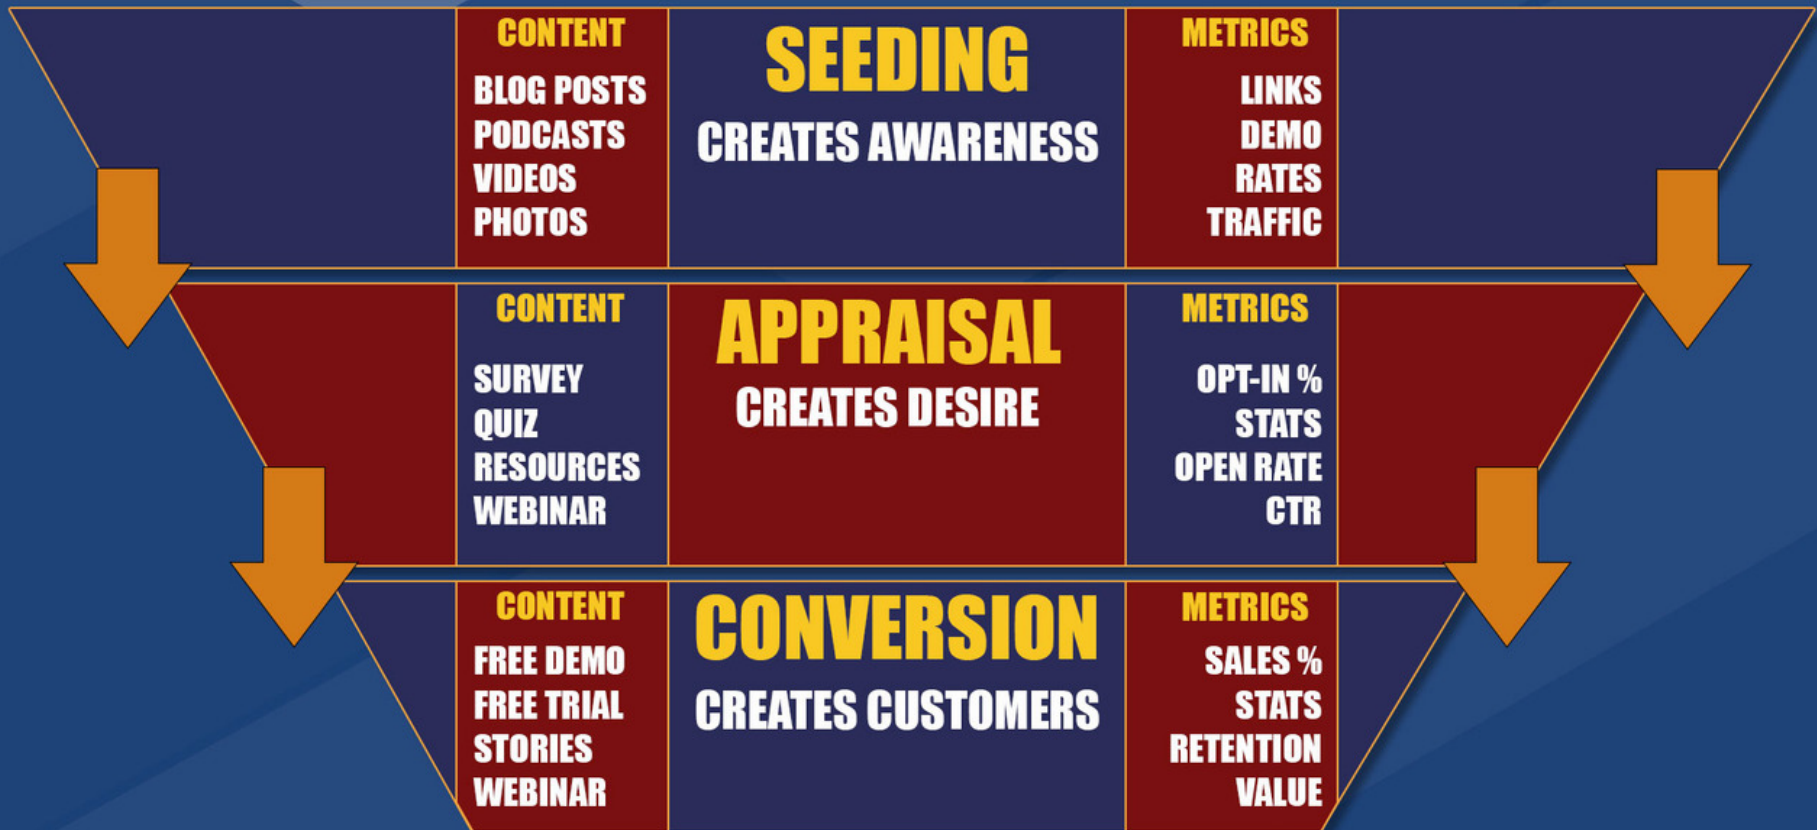 CONTENT
BLOG POSTS
PODCASTS
VIDEOS
PHOTOS
SEEDING
CREATES AWARENESS
METRICS
LINKS
DEMO
RATES
TRAFFIC
CONTENT
SURVEY
QUIZ
RESOURCES
WEBINAR
APPRAISAL
CREATES DESIRE
METRICS
OPT-IN %
STATS
OPEN RATE
CTR
CONTENT
FREE DEMO
FREE TRIAL
STORIES
WEBINAR
CONVERSION
CREATES CUSTOMERS
METRICS
SALES %
STATS
RETENTION
VALUE